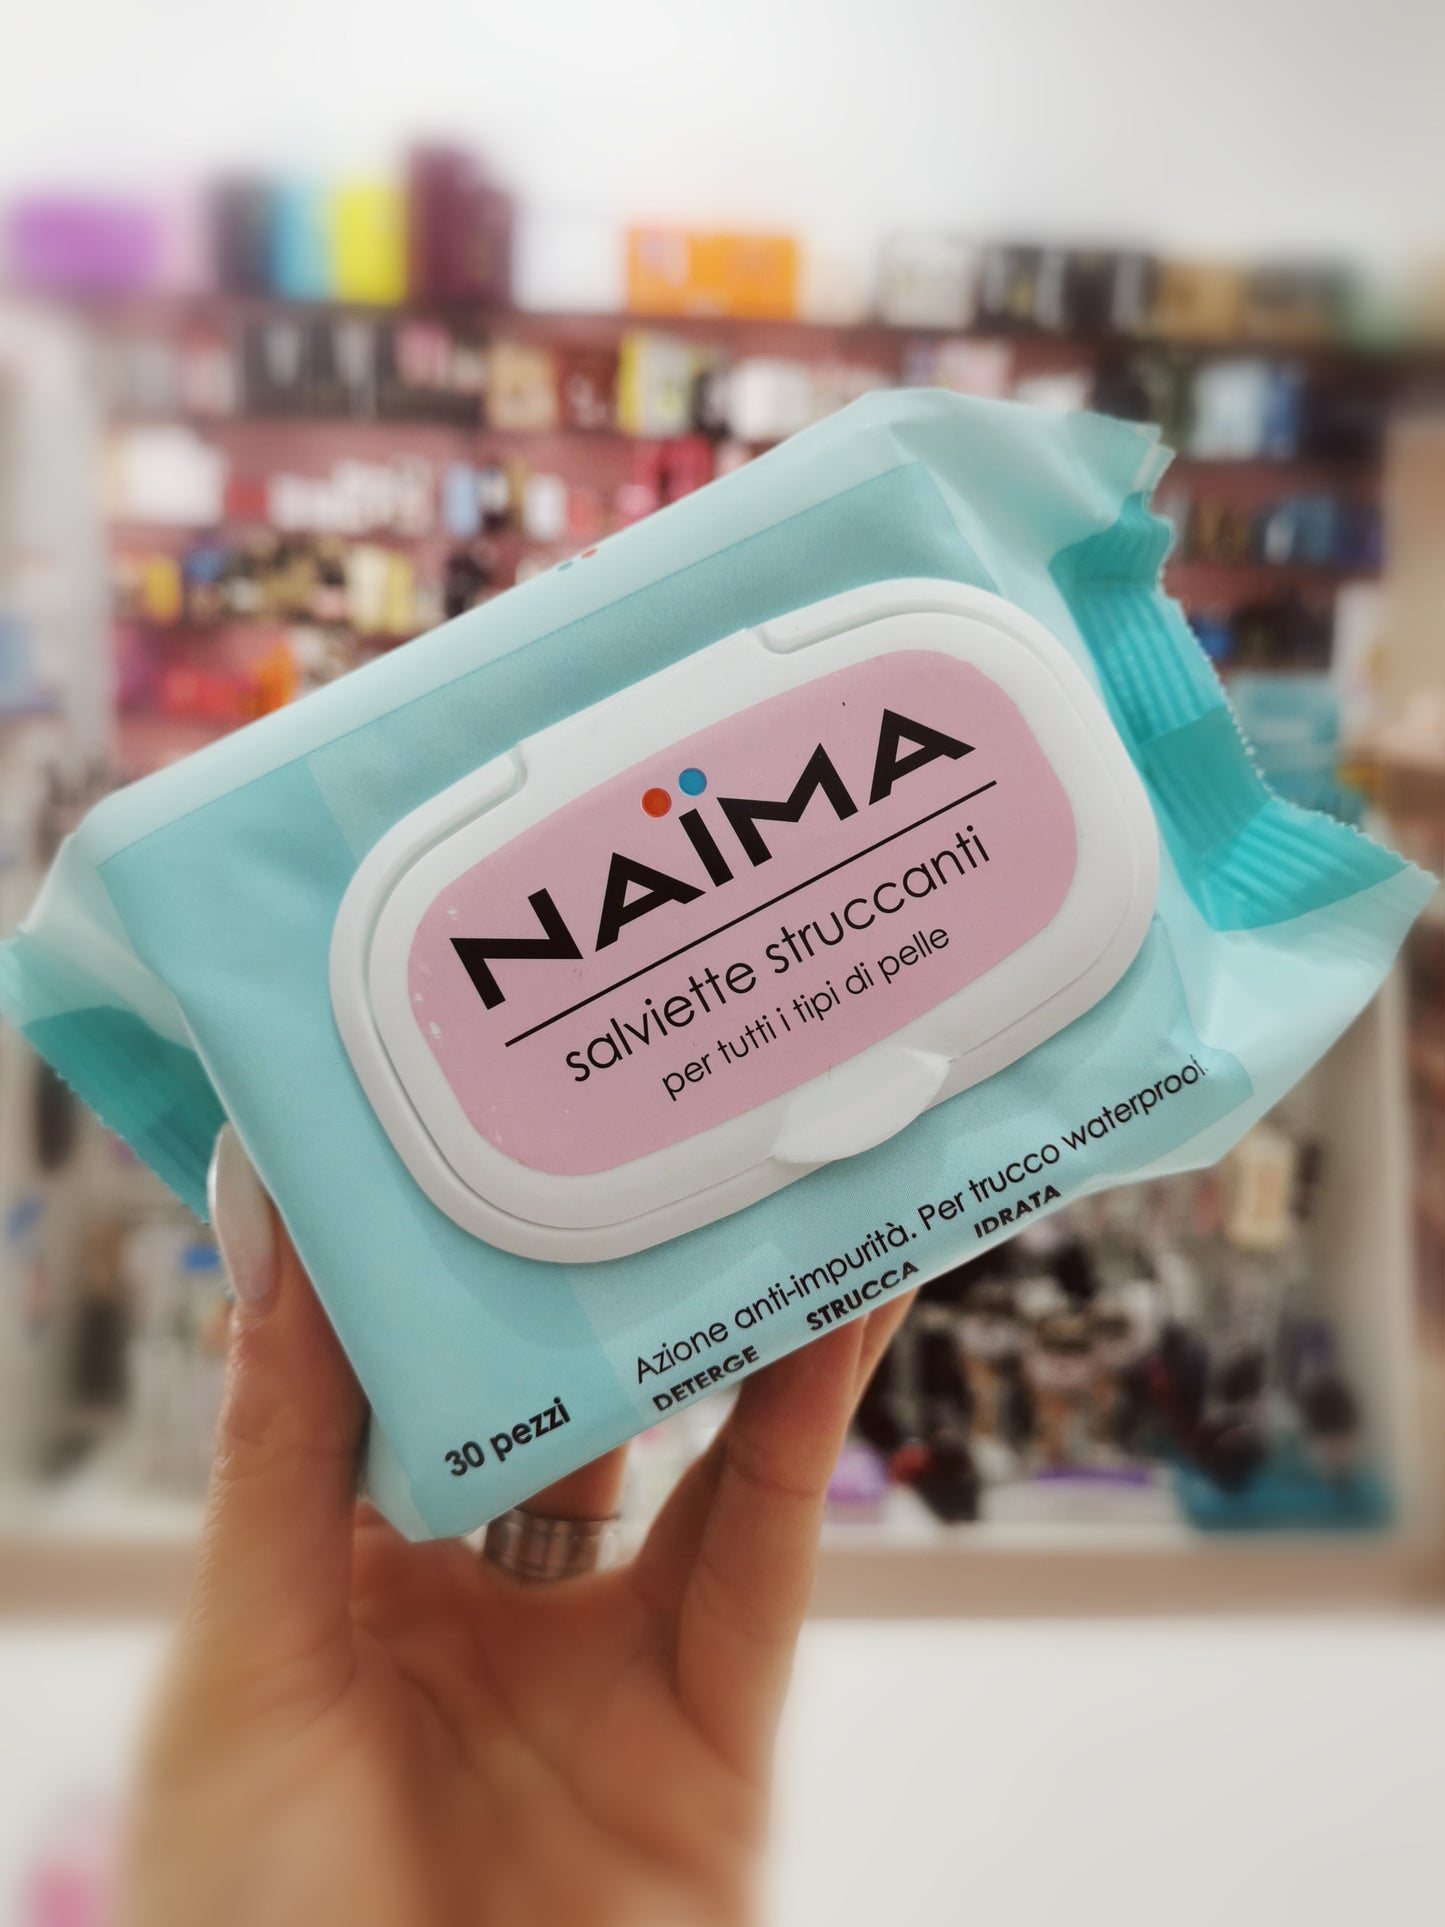 NAÏMA
salviette struccanti
per tutti i tipi di pelle
Azione anti-impurità. Per trucco waterproof.
DETERGE STRUCCA IDRATA
30 pezzi